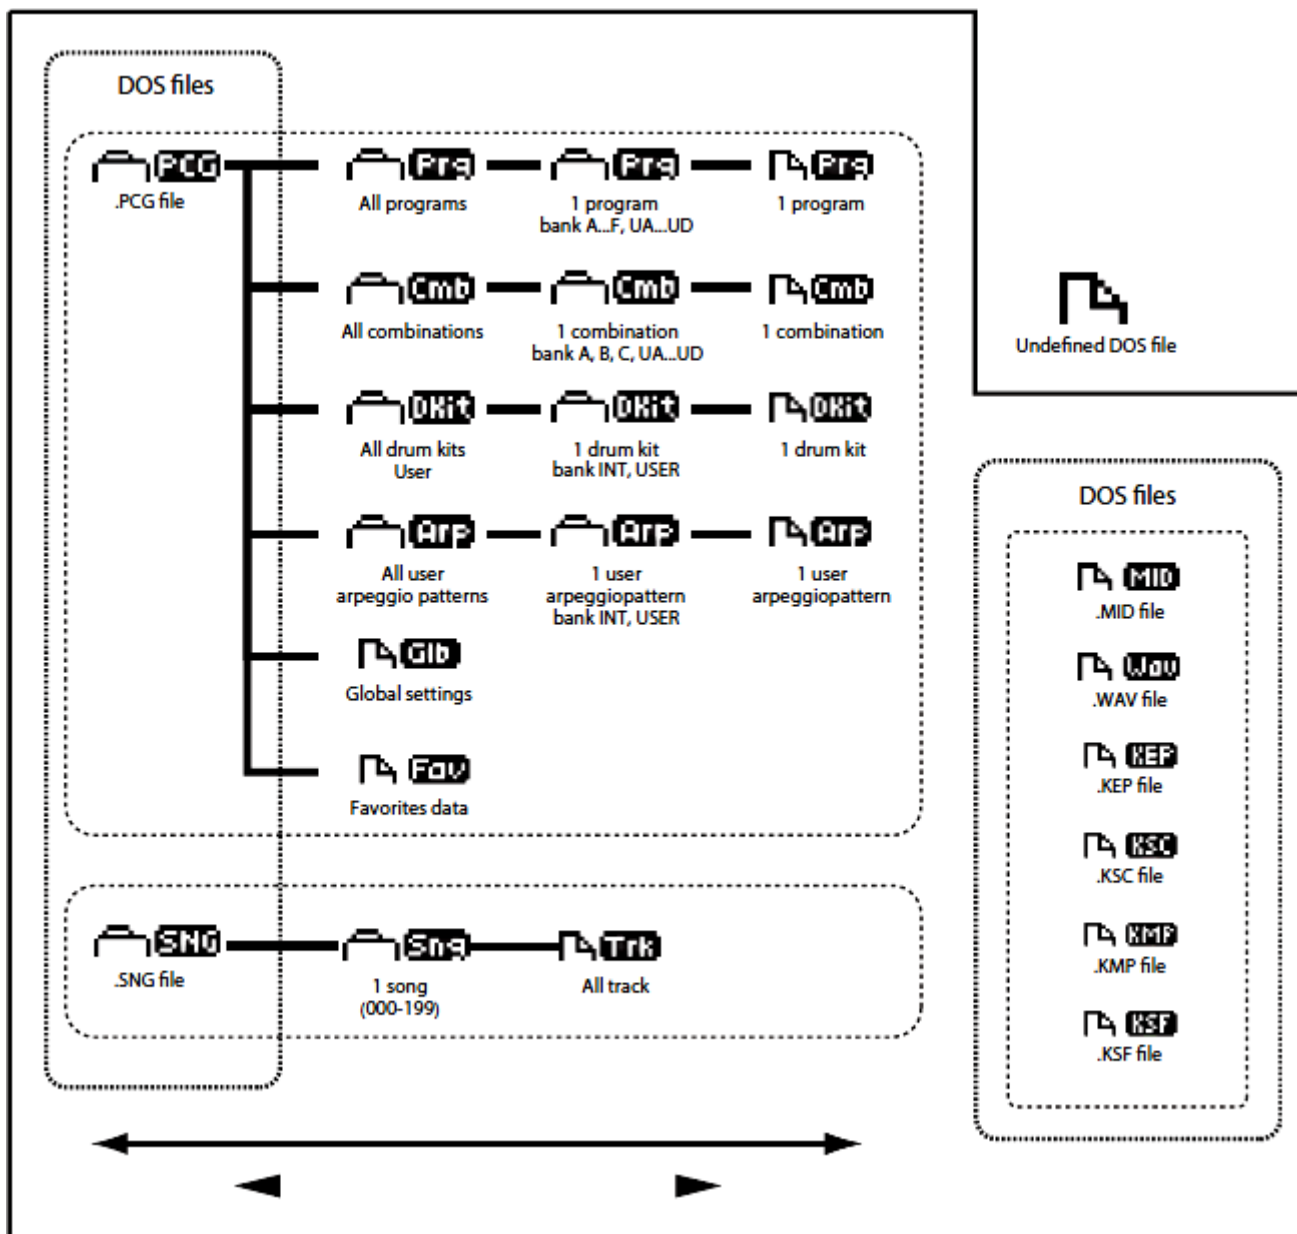 DOS files
PCG
.PCG file
Prg
All programs
Prg
1 program
bank A...F, UA...UD
Prg
1 program
Cmb
All combinations
Cmb
1 combination
bank A, B, C, UA...UD
Cmb
1 combination
DKit
All drum kits
User
DKit
1 drum kit
bank INT, USER
DKit
1 drum kit
Arp
All user
arpeggio patterns
Arp
1 user
arpeggiopattern
bank INT, USER
Arp
1 user
arpeggiopattern
Glb
Global settings
Fav
Favorites data
SNG
.SNG file
Sng
1 song
(000-199)
Trk
All track
Undefined DOS file
DOS files
MID
.MID file
Wav
.WAV file
KEP
.KEP file
KSC
.KSC file
KMP
.KMP file
KSF
.KSF file